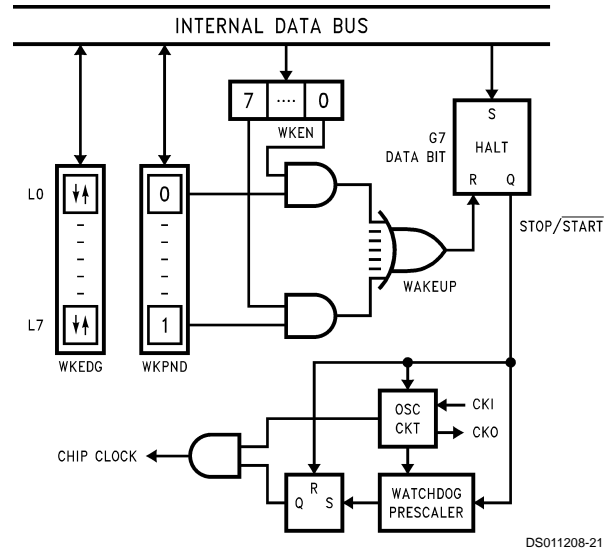 INTERNAL DATA BUS
7 .... 0
WKEN
G7
DATA BIT
S
HALT
R Q
L0
0
STOP/START
WAKEUP
L7
1
WKEDG
WKPND
OSC
CKT
CKI
CKO
CHIP CLOCK
R
Q S
WATCHDOG
PRESCALER
DS011208-21